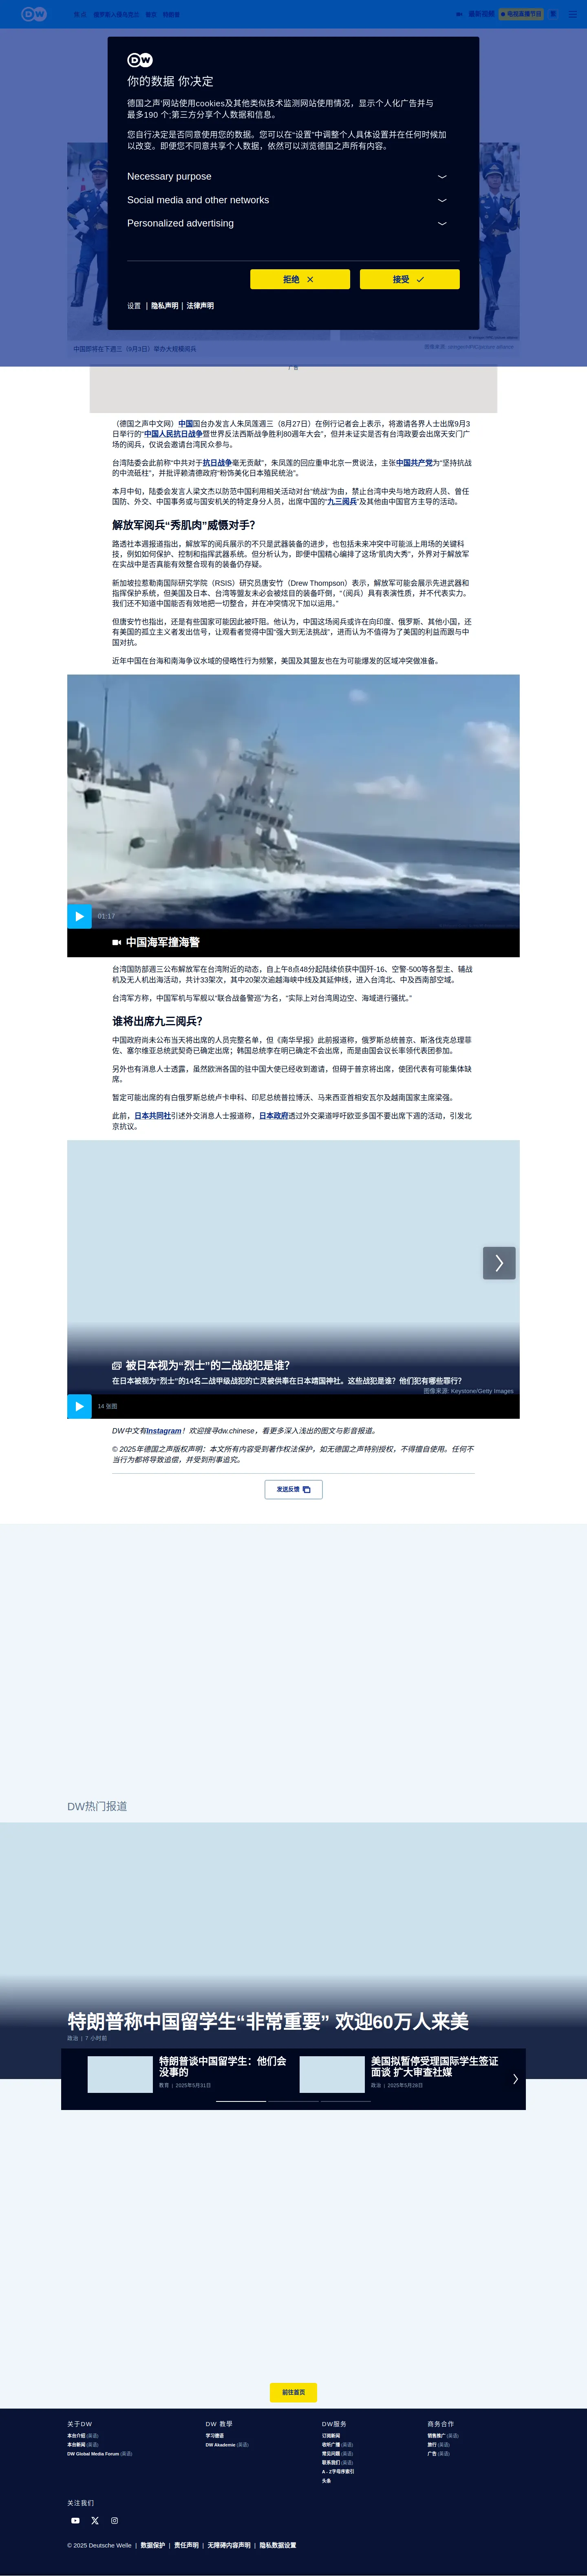 DW
最新视频
电视直播节目
繁
DW
你的数据 你决定
德国之声'网站使用cookies及其他类似技术监测网站使用情况，显示个人化广告并与
最多190 个;第三方分享个人数据和信息。
您自行决定是否同意使用您的数据。您可以在“设置”中调整个人具体设置并在任何时候加
以改变。即便您不同意共享个人数据，依然可以浏览德国之声所有内容。
Necessary purpose
Social media and other networks
Personalized advertising
拒绝
接受
设置 | 隐私声明 | 法律声明
中国即将在下周三（9月3日）举办大规模阅兵
广告
（德国之声中文网）中国国台办发言人朱凤莲周三（8月27日）在例行记者会上表示，将邀请各界人士出席9月3
日举行的“中国人民抗日战争暨世界反法西斯战争胜利80週年大会”，但并未证实是否有台湾政要会出席天安门广
场的阅兵，仅说会邀请台湾民众参与。
台湾陆委会此前称“中共对于抗日战争毫无贡献”，朱凤莲的回应重申北京一贯说法，主张中国共产党为“坚持抗战
的中流砥柱”，并批评赖清德政府“粉饰美化日本殖民统治”。
本月中旬，陆委会发言人梁文杰以防范中国利用相关活动对台“统战”为由，禁止台湾中央与地方政府人员、曾任
国防、外交、中国事务或与国安机关的特定身分人员，出席中国的“九三阅兵”及其他由中国官方主导的活动。
解放军阅兵“秀肌肉”威慑对手？
路透社本週报道指出，解放军的阅兵展示的不只是武器装备的进步，也包括未来冲突中可能派上用场的关键科
技，例如如何保护、控制和指挥武器系统。但分析认为，即便中国精心编排了这场“肌肉大秀”，外界对于解放军
在实战中是否真能有效整合现有的装备仍存疑。
新加坡拉惹勒南国际研究学院（RSIS）研究员唐安竹（Drew Thompson）表示，解放军可能会展示先进武器和
指挥保护系统，但美国及日本、台湾等盟友未必会被炫目的装备吓倒，“（阅兵）具有表演性质，并不代表实力。
我们还不知道中国能否有效地把一切整合，并在冲突情况下加以运用。”
但唐安竹也指出，还是有些国家可能因此被吓阻。他认为，中国这场阅兵或许在向印度、俄罗斯、其他小国，还
有美国的孤立主义者发出信号，让观看者觉得中国“强大到无法挑战”，进而认为不值得为了美国的利益而跟与中
国对抗。
近年中国在台海和南海争议水域的侵略性行为频繁，美国及其盟友也在为可能爆发的区域冲突做准备。
01:17
中国海军撞海警
台湾国防部週三公布解放军在台湾附近的动态，自上午8点48分起陆续侦获中国歼-16、空警-500等各型主、辅战
机及无人机出海活动，共计33架次，其中20架次逾越海峡中线及其延伸线，进入台湾北、中及西南部空域。
台湾军方称，中国军机与军舰以“联合战备警巡”为名，“实际上对台湾周边空、海域进行骚扰。”
谁将出席九三阅兵？
中国政府尚未公布当天将出席的人员完整名单，但《南华早报》此前报道称，俄罗斯总统普京、斯洛伐克总理菲
佐、塞尔维亚总统武契奇已确定出席；韩国总统李在明已确定不会出席，而是由国会议长率领代表团参加。
另外也有消息人士透露，虽然欧洲各国的驻中国大使已经收到邀请，但碍于普京将出席，使团代表有可能集体缺
席。
暂定可能出席的有白俄罗斯总统卢卡申科、印尼总统普拉博沃、马来西亚首相安瓦尔及越南国家主席梁强。
此前，日本共同社引述外交消息人士报道称，日本政府透过外交渠道呼吁欧亚多国不要出席下週的活动，引发北
京抗议。
被日本视为“烈士”的二战战犯是谁？
在日本被视为“烈士”的14名二战甲级战犯的亡灵被供奉在日本靖国神社。这些战犯是谁？他们犯有哪些罪行？
图像来源: Keystone/Getty Images
14 张图
DW中文有Instagram！欢迎搜寻dw.chinese，看更多深入浅出的图文与影音报道。
© 2025年德国之声版权声明：本文所有内容受到著作权法保护，如无德国之声特别授权，不得擅自使用。任何不
当行为都将导致追偿，并受到刑事追究。
发送反馈
DW热门报道
特朗普称中国留学生“非常重要” 欢迎60万人来美
政治 | 7 小时前
特朗普谈中国留学生：他们会
没事的
教育 | 2025年5月31日
美国拟暂停受理国际学生签证
面谈 扩大审查社媒
政治 | 2025年5月28日
前往首页
关于DW
本台介绍 (英语)
本台新闻 (英语)
DW Global Media Forum (英语)
DW 教學
学习德语
DW Akademie (英语)
DW服务
订阅新闻
收听广播 (英语)
常见问题 (英语)
联系我们 (英语)
A - Z字母序索引
头条
商务合作
销售推广 (英语)
旅行 (英语)
广告 (英语)
关注我们
© 2025 Deutsche Welle | 数据保护 | 责任声明 | 无障碍内容声明 | 隐私数据设置